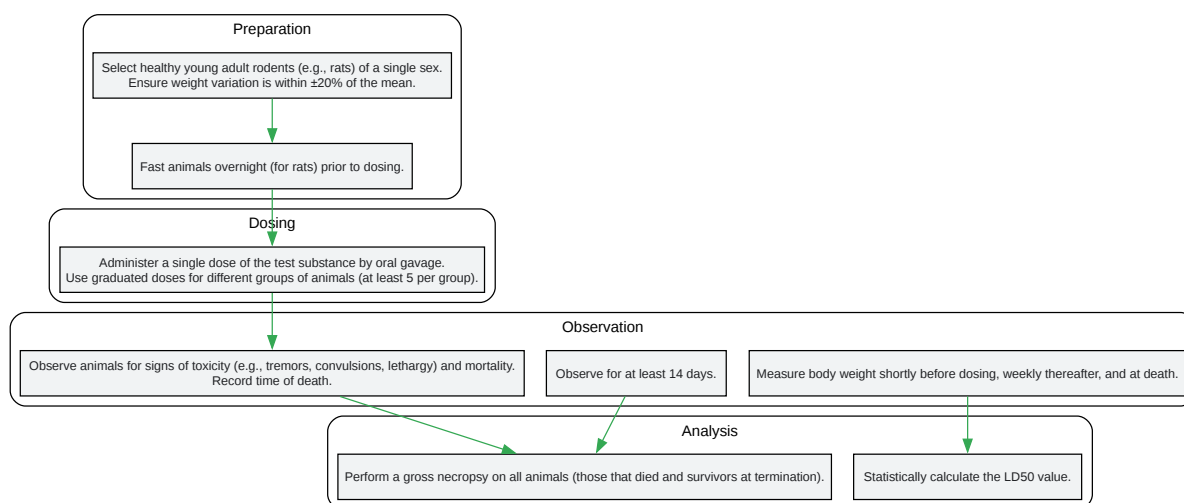 Preparation
Select healthy young adult rodents (e.g., rats) of a single sex.
Ensure weight variation is within ±20% of the mean.
Fast animals overnight (for rats) prior to dosing.
Dosing
Administer a single dose of the test substance by oral gavage.
Use graduated doses for different groups of animals (at least 5 per group).
Observation
Observe animals for signs of toxicity (e.g., tremors, convulsions, lethargy) and mortality.
Record time of death.
Observe for at least 14 days.
Measure body weight shortly before dosing, weekly thereafter, and at death.
Analysis
Perform a gross necropsy on all animals (those that died and survivors at termination).
Statistically calculate the LD50 value.